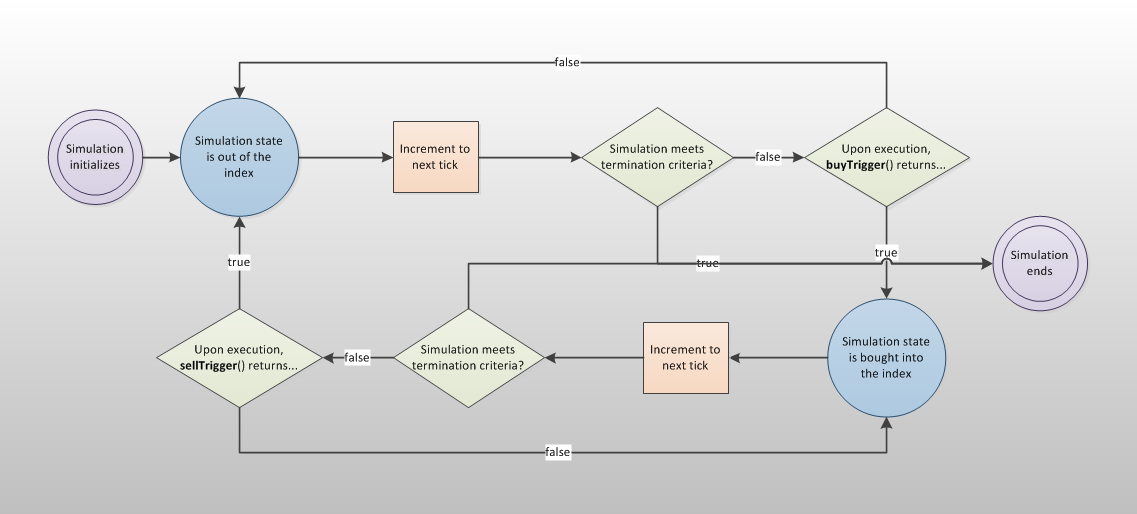 false
Simulation
initializes
Simulation state
is out of the
index
Increment to
next tick
Simulation meets
termination criteria?
false
Upon execution,
buyTrigger() returns...
true
true
true
Simulation
ends
Upon execution,
sellTrigger() returns...
false
Simulation meets
termination criteria?
Increment to
next tick
Simulation state
is bought into
the index
false